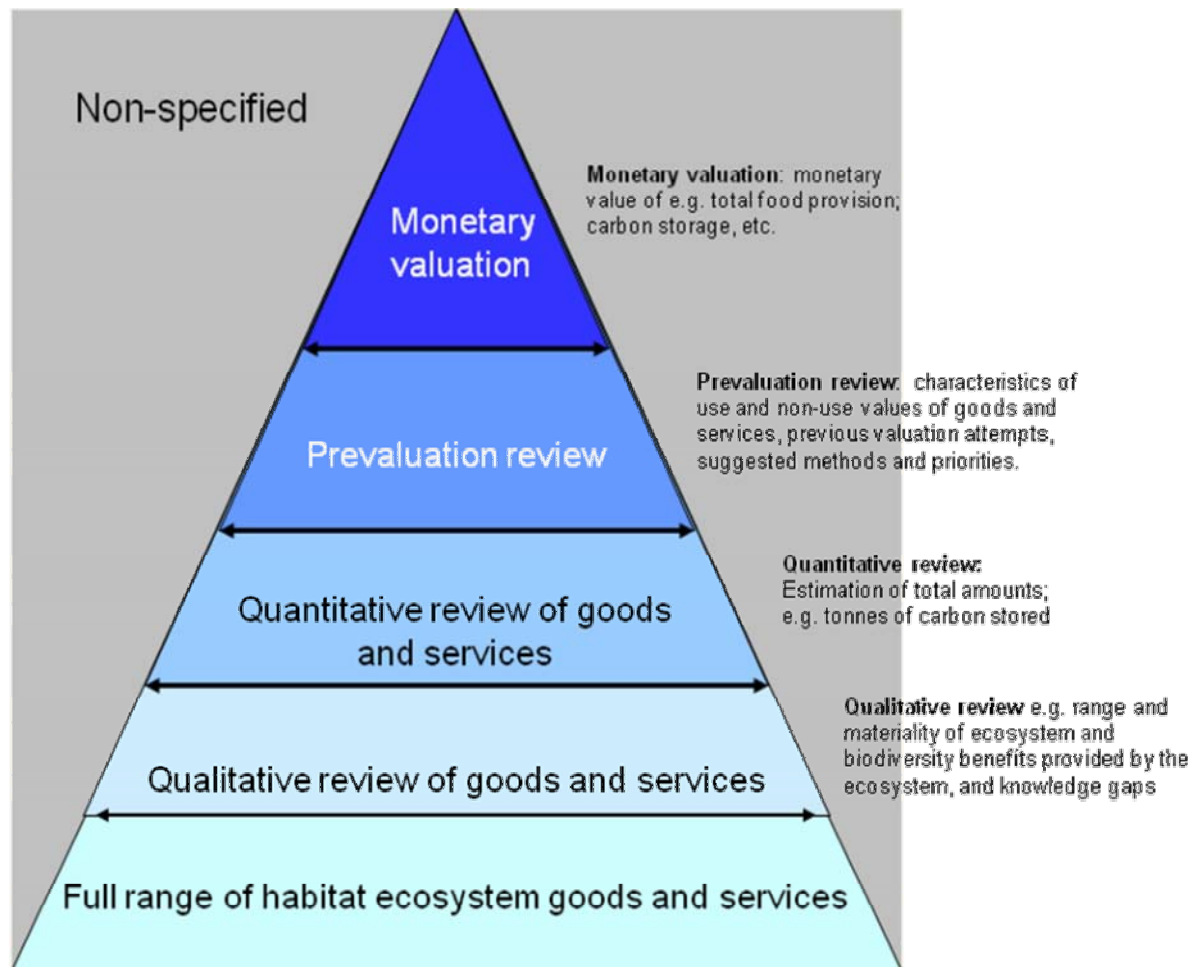 Non-specified
Monetary
valuation
Monetary valuation: monetary
value of e.g. total food provision;
carbon storage, etc.
Prevaluation review
Prevaluation review: characteristics of
use and non-use values of goods and
services, previous valuation attempts,
suggested methods and priorities.
Quantitative review of goods
and services
Quantitative review:
Estimation of total amounts;
e.g. tonnes of carbon stored
Qualitative review of goods and services
Qualitative review e.g. range and
materiality of ecosystem and
biodiversity benefits provided by the
ecosystem, and knowledge gaps
Full range of habitat ecosystem goods and services